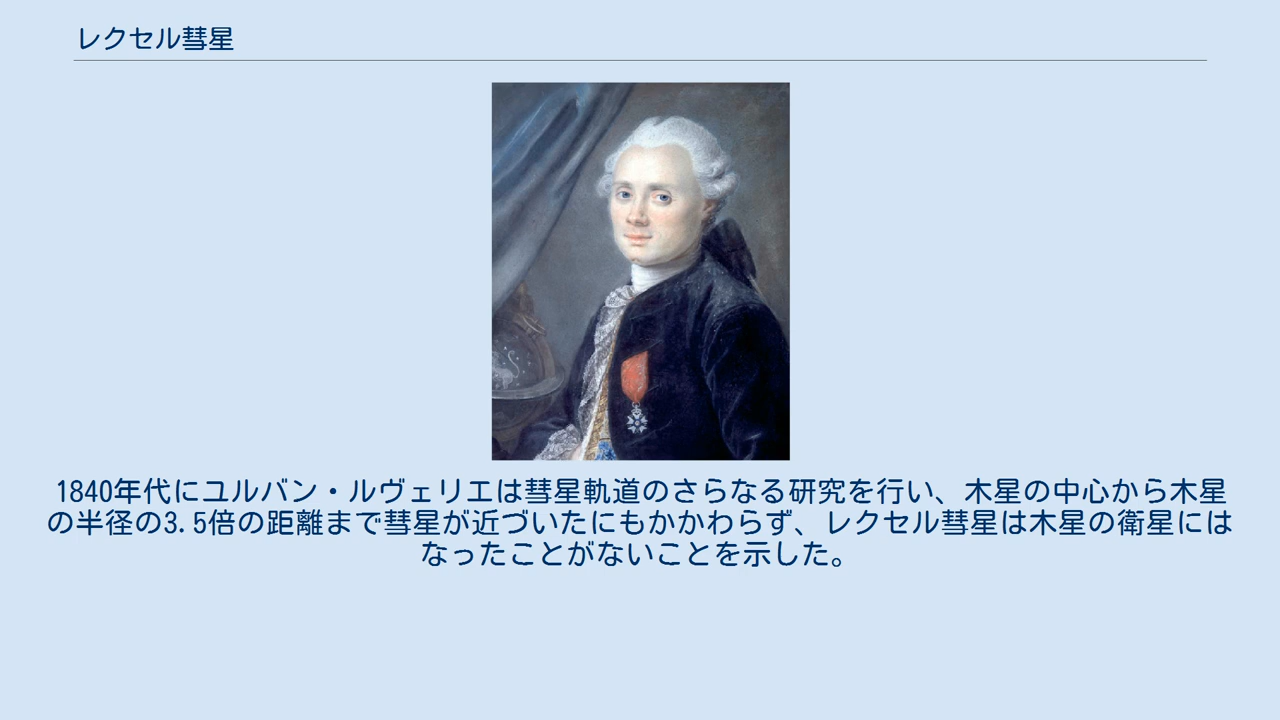 レクセル彗星
1840年代にユルバン・ルヴェリエは彗星軌道のさらなる研究を行い、木星の中心から木星
の半径の3.5倍の距離まで彗星が近づいたにもかかわらず、レクセル彗星は木星の衛星には
なったことがないことを示した。